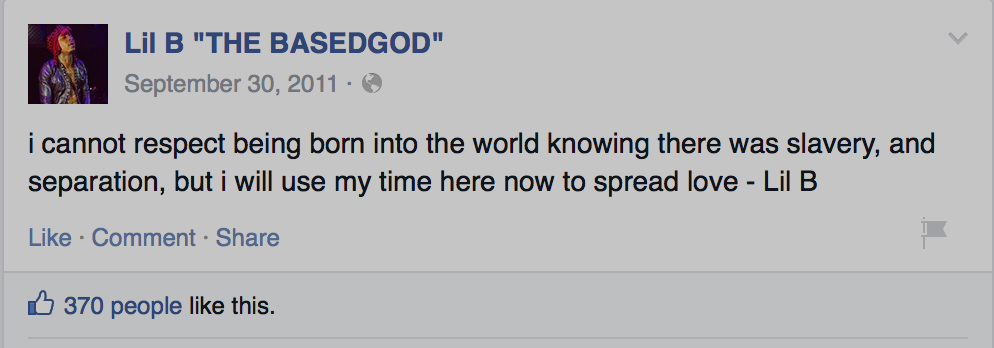 Lil B "THE BASEDGOD"
September 30, 2011 ·
i cannot respect being born into the world knowing there was slavery, and
separation, but i will use my time here now to spread love - Lil B
Like · Comment · Share
370 people like this.